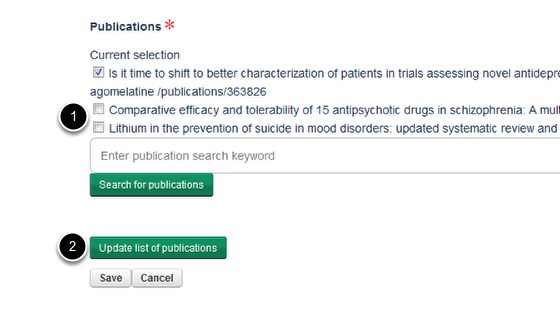 Publications *
Current selection
Is it time to shift to better characterization of patients in trials assessing novel antidepre
agomelatine /publications/363826
1
Comparative efficacy and tolerability of 15 antipsychotic drugs in schizophrenia: A mult
Lithium in the prevention of suicide in mood disorders: updated systematic review and
Enter publication search keyword
Search for publications
2
Update list of publications
Save Cancel